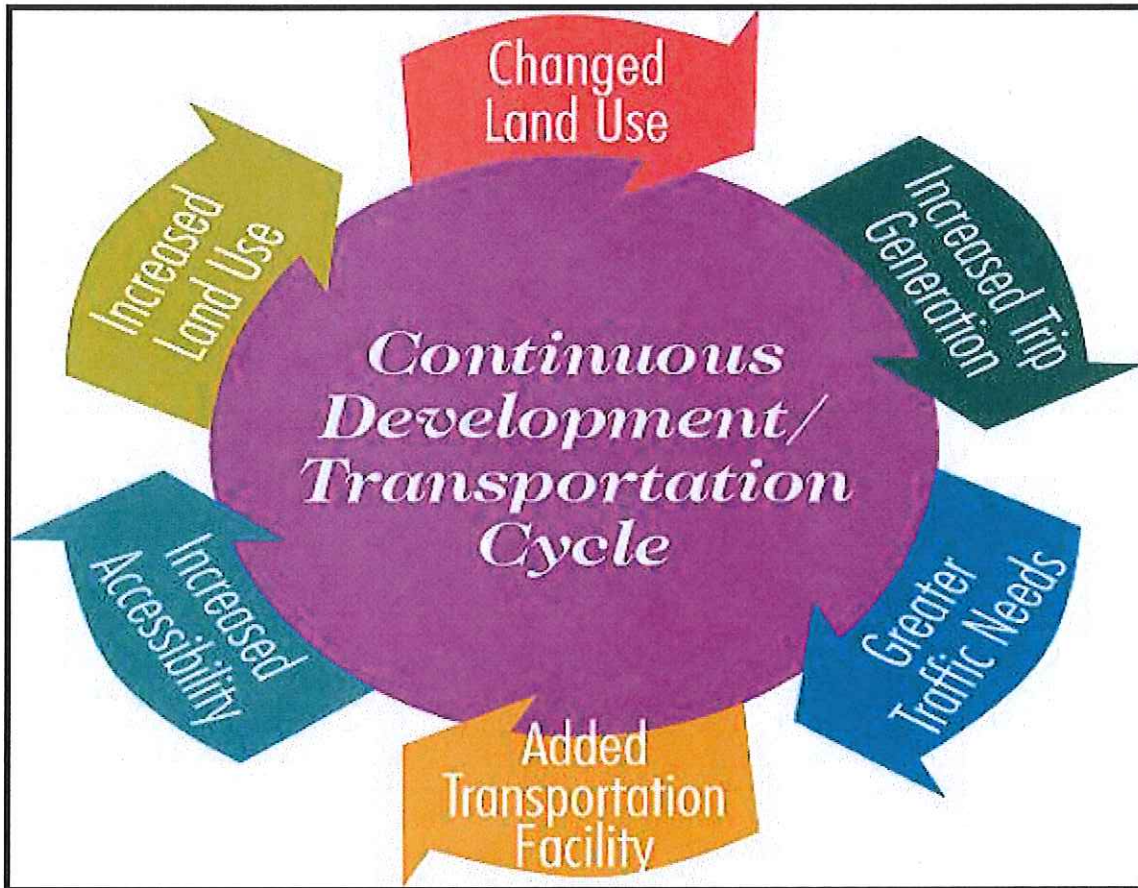 Changed
Land Use
Increased Trip
Generation
Greater
Traffic Needs
Added
Transportation
Facility
Increased
Accessibility
Increased
Land Use
Continuous
Development/
Transportation
Cycle